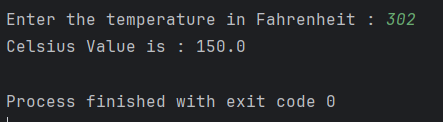 Enter the temperature in Fahrenheit : 302
Celsius Value is : 150.0
Process finished with exit code 0